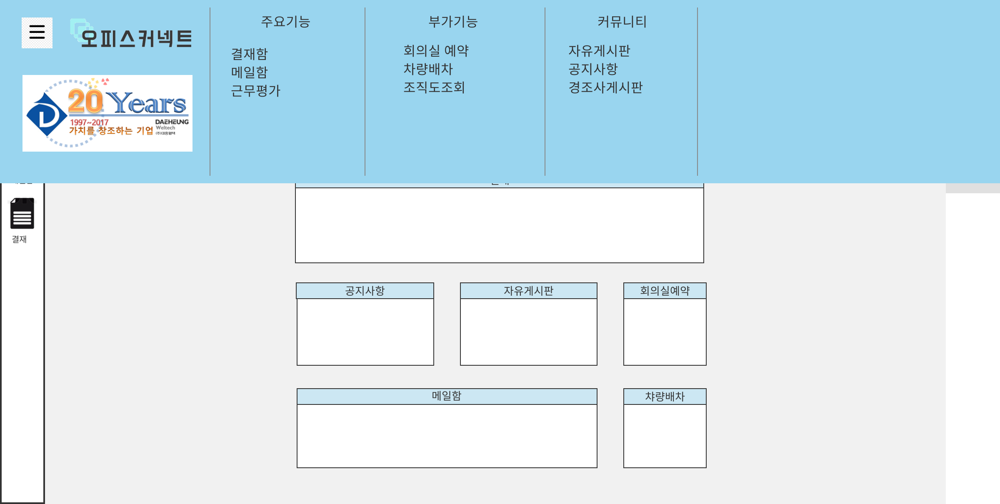 오피스커넥트
20 Years
1997~2017
가치를 창조하는 기업
DAEHEUNG
Weltech
(주)대흥웰텍
주요기능
결재함
메일함
근무평가
부가기능
회의실 예약
차량배차
조직도조회
커뮤니티
자유게시판
공지사항
경조사게시판
결재
공지사항
자유게시판
회의실예약
메일함
챠량배차